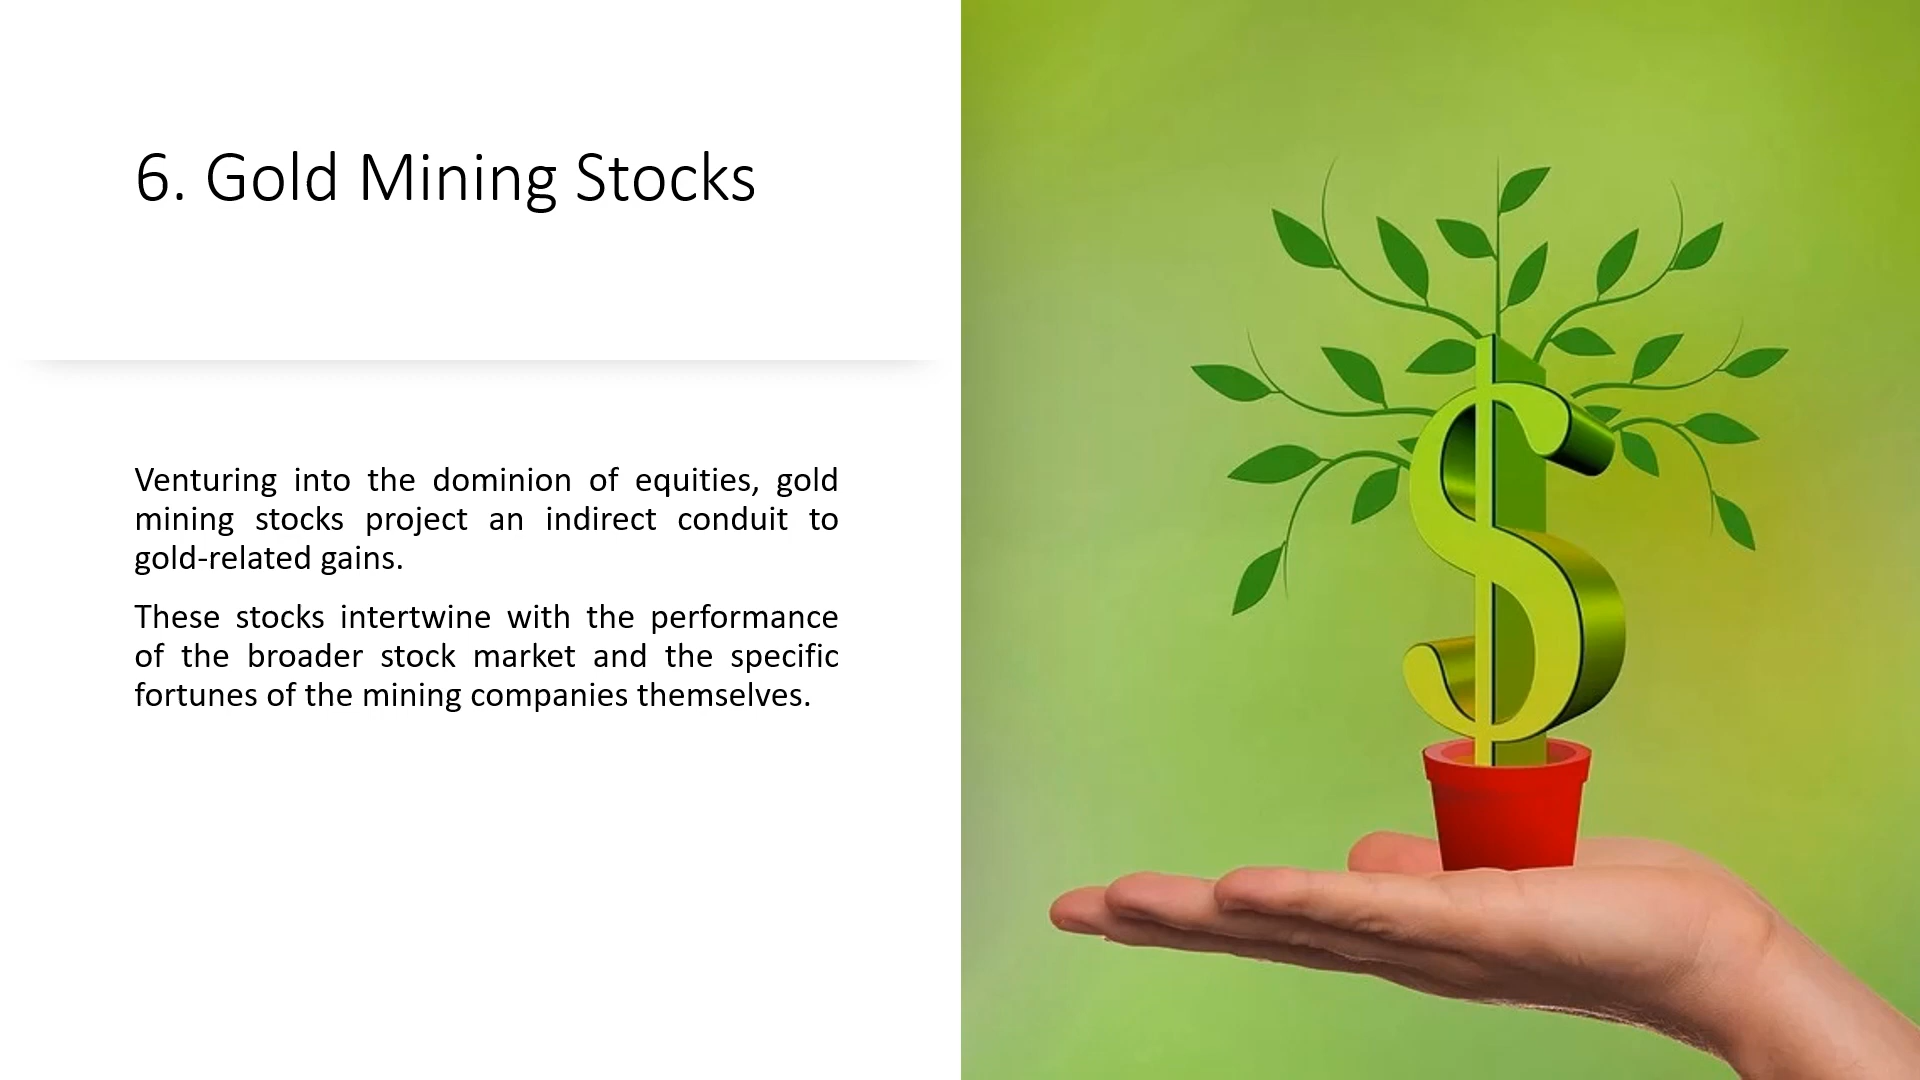 6. Gold Mining Stocks
Venturing into the dominion of equities, gold
mining stocks project an indirect conduit to
gold-related gains.
These stocks intertwine with the performance
of the broader stock market and the specific
fortunes of the mining companies themselves.